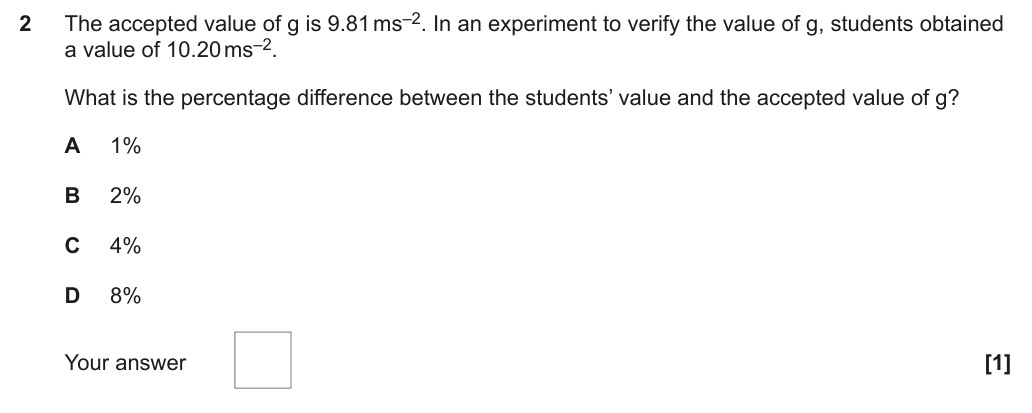 2 The accepted value of g is 9.81 ms⁻². In an experiment to verify the value of g, students obtained
a value of 10.20 ms⁻².
What is the percentage difference between the students’ value and the accepted value of g?
A 1%
B 2%
C 4%
D 8%
Your answer [1]